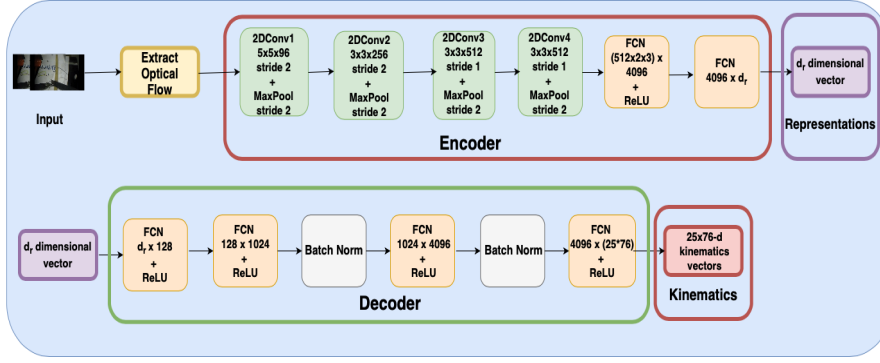 Input
Extract
Optical
Flow
2DConv1
5x5x96
stride 2
+
MaxPool
stride 2
2DConv2
3x3x256
stride 2
+
MaxPool
stride 2
2DConv3
3x3x512
stride 1
+
MaxPool
stride 2
2DConv4
3x3x512
stride 1
+
MaxPool
stride 2
FCN
(512x2x3) x
4096
+
ReLU
FCN
4096 x dr
Encoder
dr dimensional
vector
Representations
dr dimensional
vector
FCN
dr x 128
+
ReLU
FCN
128 x 1024
+
ReLU
Batch Norm
FCN
1024 x 4096
+
ReLU
Batch Norm
FCN
4096 x (25*76)
+
ReLU
Decoder
25x76-d
kinematics
vectors
Kinematics